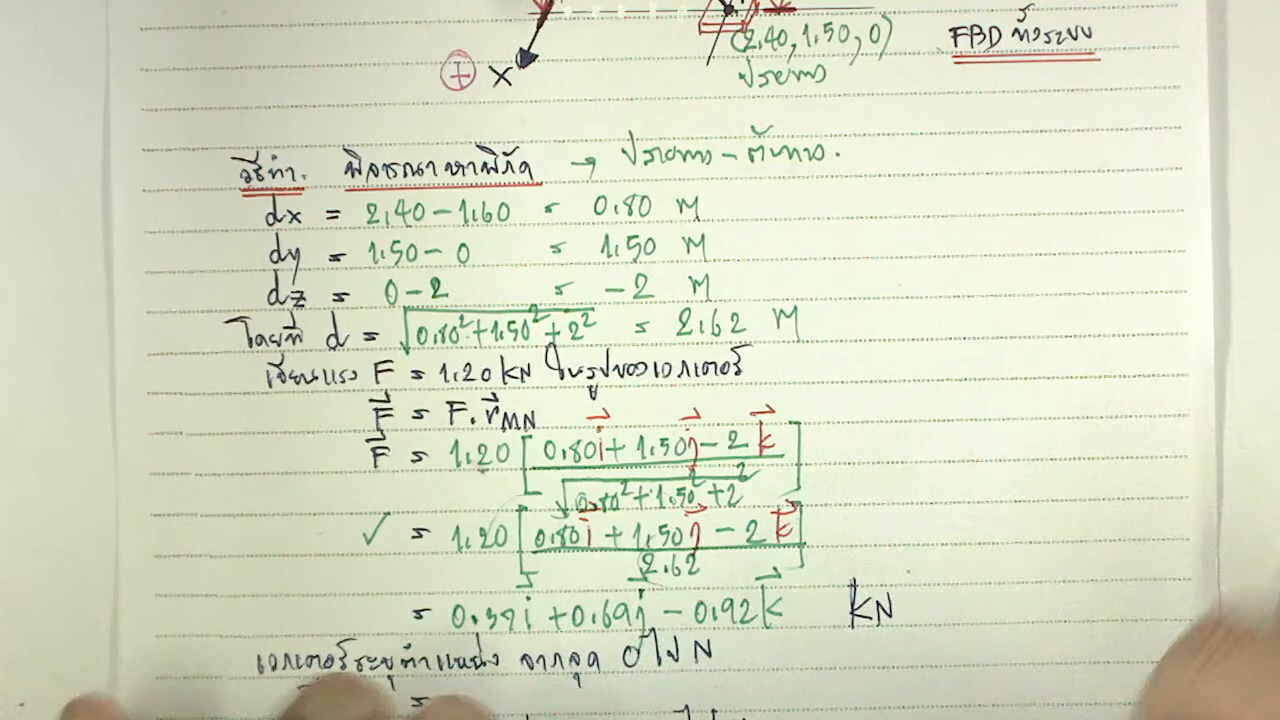 (2.40, 1.50, 0) FBD ทั้งระบบ
⊕ X ปลายทาง
วิธีทำ. พิจารณาหาพิกัด → ปลายทาง - ต้นทาง.
dx = 2.40 - 1.60 = 0.80 M
dy = 1.50 - 0 = 1.50 M
dz = 0 - 2 = -2 M
โดยที่ d = √0.80² + 1.50² + 2² = 2.62 M
เขียนแรง F = 1.20 KN ในรูปของเวกเตอร์
F⃗ = F. r⃗MN
F⃗ = 1.20 [0.80i⃗ + 1.50j⃗ - 2k⃗ / √0.80² + 1.50² + 2²]
✓ = 1.20 [0.80i⃗ + 1.50j⃗ - 2k⃗ / 2.62]
= 0.37i⃗ + 0.69j⃗ - 0.92k⃗ KN
เวกเตอร์ระบุตำแหน่ง จากจุด O ไป N
=